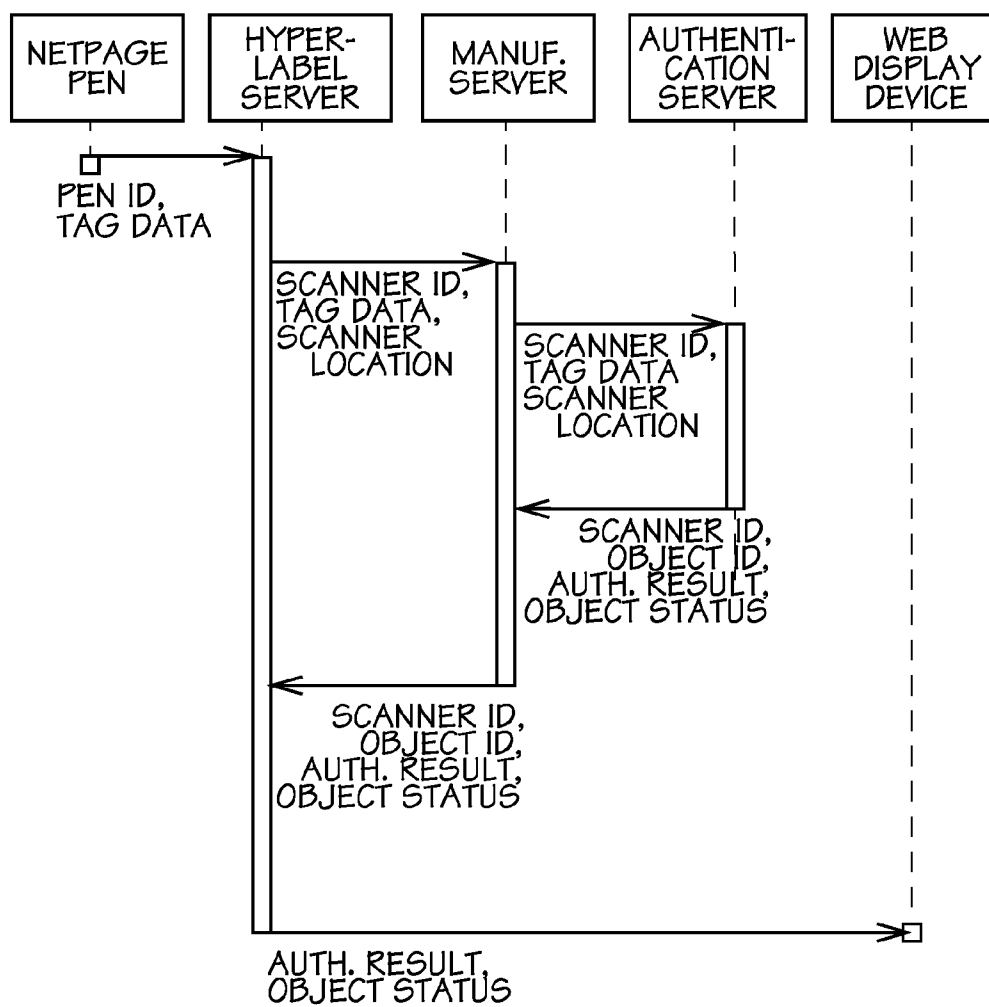 NETPAGE
PEN
HYPER-
LABEL
SERVER
MANUF.
SERVER
AUTHENTI-
CATION
SERVER
WEB
DISPLAY
DEVICE
PEN ID,
TAG DATA
SCANNER ID,
TAG DATA,
SCANNER
LOCATION
SCANNER ID,
TAG DATA
SCANNER
LOCATION
SCANNER ID,
OBJECT ID,
AUTH. RESULT,
OBJECT STATUS
SCANNER ID,
OBJECT ID,
AUTH. RESULT,
OBJECT STATUS
AUTH. RESULT,
OBJECT STATUS